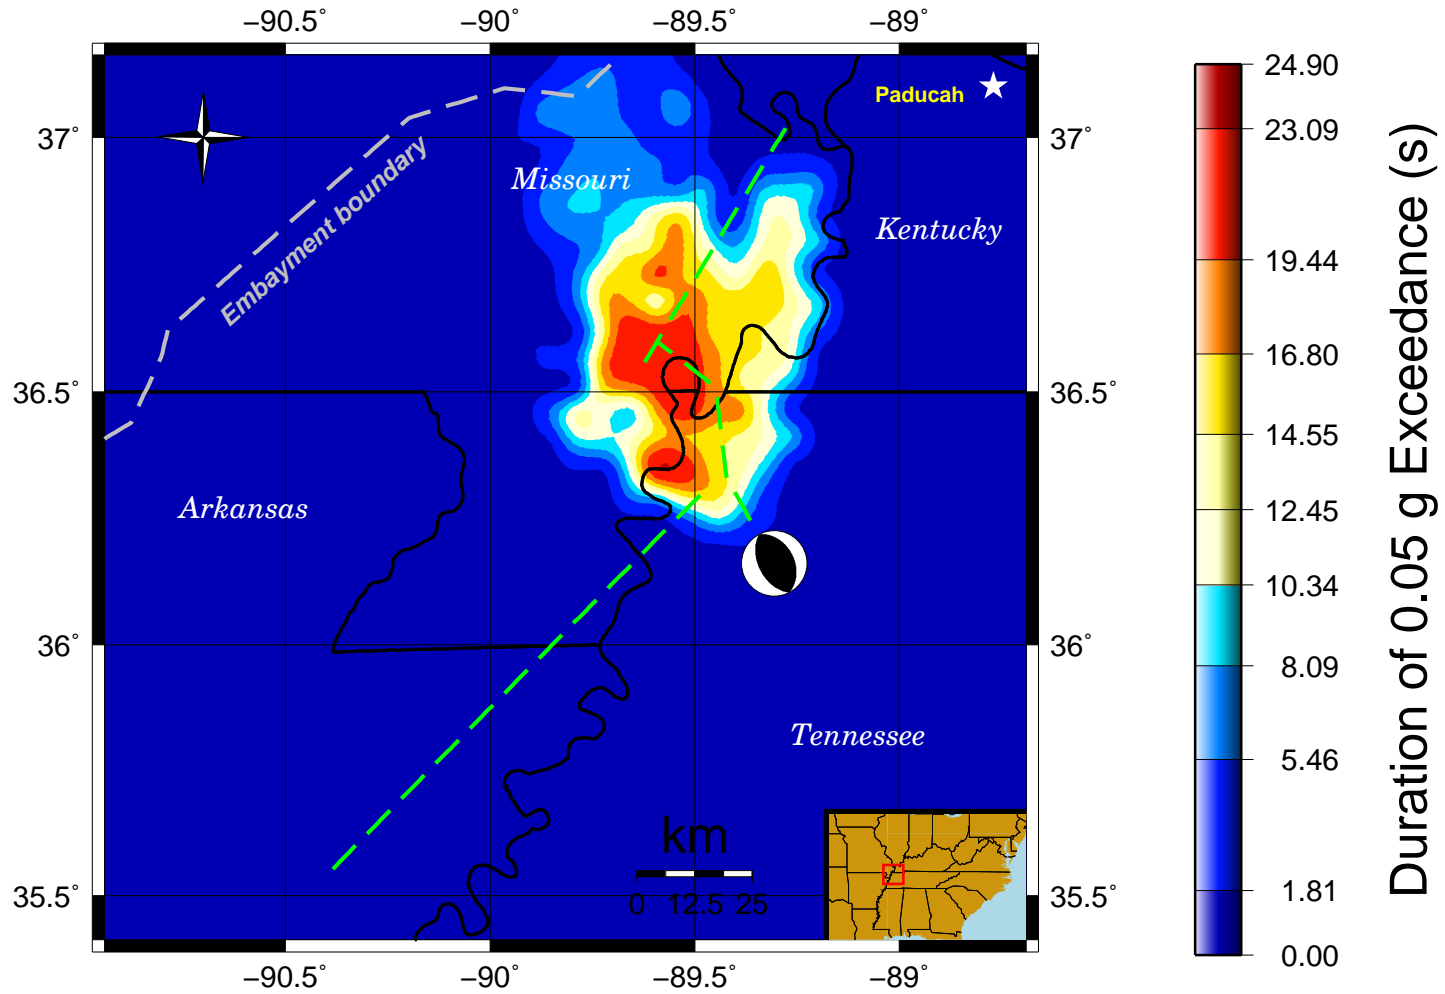 −90.5˚ −90˚ −89.5˚ −89˚
37˚
36.5˚
36˚
35.5˚
37˚
36.5˚
36˚
35.5˚
−90.5˚ −90˚ −89.5˚ −89˚
Paducah
Embayment boundary
Missouri
Kentucky
Arkansas
Tennessee
km
0 12.5 25
24.90
23.09
19.44
16.80
14.55
12.45
10.34
8.09
5.46
1.81
0.00
Duration of 0.05 g Exceedance (s)